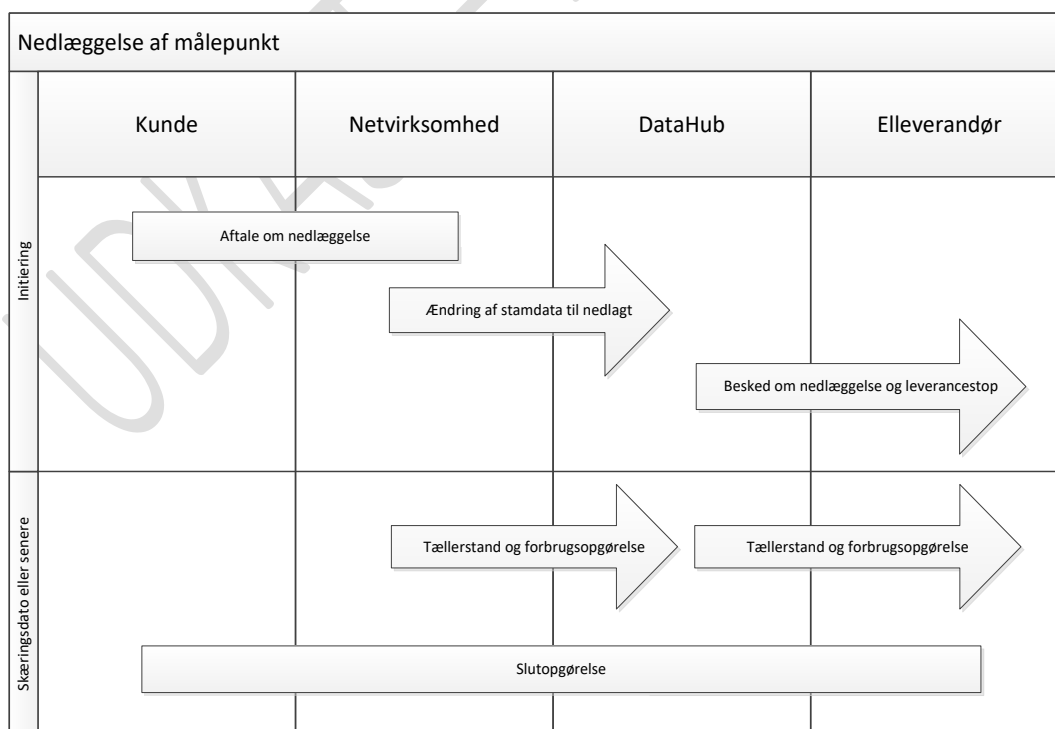 Nedlæggelse af målepunkt
Kunde
Netvirksomhed
DataHub
Elleverandør
Initiering
Aftale om nedlæggelse
Ændring af stamdata til nedlagt
Besked om nedlæggelse og leverancestop
Skæringsdato eller senere
Tællerstand og forbrugsopgørelse
Tællerstand og forbrugsopgørelse
Slutopgørelse